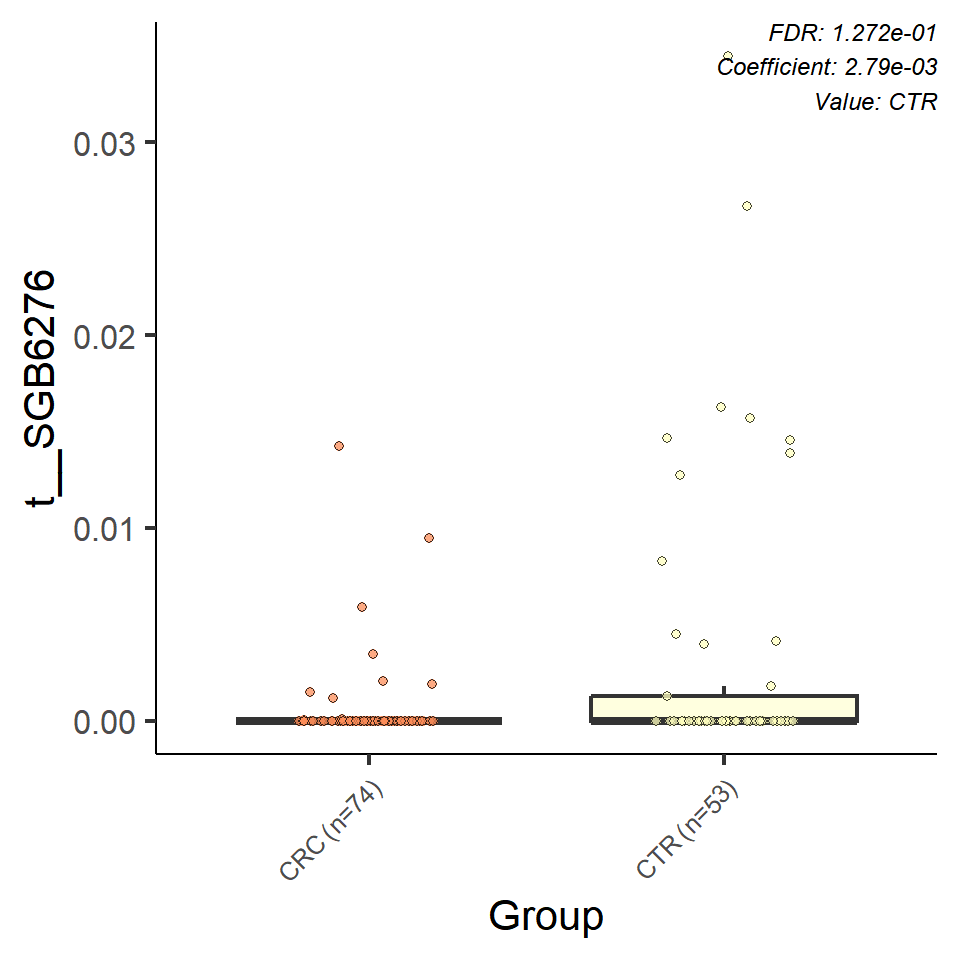 FDR: 1.272e-01
Coefficient: 2.79e-03
Value: CTR
t__SGB6276
0.03
0.02
0.01
0.00
CRC (n=74)
CTR (n=53)
Group